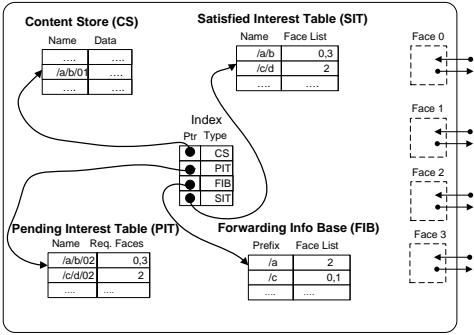 Content Store (CS)
Name Data
.... ....
/a/b/01 ....
.... ....
Satisfied Interest Table (SIT)
Name Face List
/a/b 0,3
/c/d 2
.... ....
Face 0
Face 1
Face 2
Face 3
Index
Ptr Type
CS
PIT
FIB
SIT
Pending Interest Table (PIT)
Name Req. Faces
/a/b/02 0,3
/c/d/02 2
.... ....
Forwarding Info Base (FIB)
Prefix Face List
/a 2
/c 0,1
.... ....